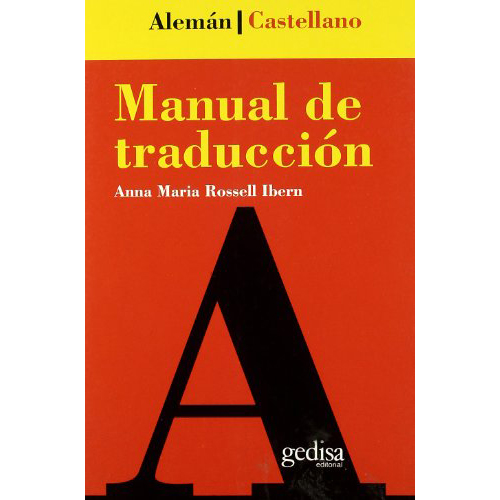 Alemán | Castellano
Manual de
traducción
Anna Maria Rossell Ibern
A
gedisa
editorial